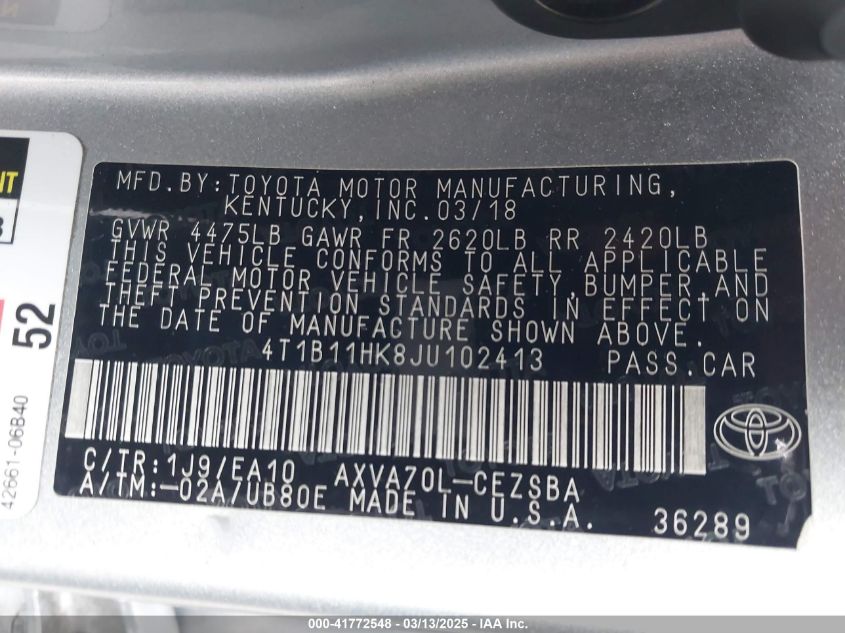 MFD.BY:TOYOTA MOTOR MANUFACTURING,
KENTUCKY,INC.03/18
GVWR 4475LB GAWR FR 2620LB RR 2420LB
THIS VEHICLE CONFORMS TO ALL APPLICABLE
FEDERAL MOTOR VEHICLE SAFETY,BUMPER,AND
THEFT PREVENTION STANDARDS IN EFFECT ON
THE DATE OF MANUFACTURE SHOWN ABOVE.
4T1B11HK8JU102413 PASS.CAR
C/TR:1J9/EA10 AXVA70L-CEZSBA
A/TM:-02A/UB80E MADE IN U.S.A. 36289
52
42661-06B40
000-41772548 - 03/13/2025 - IAA Inc.